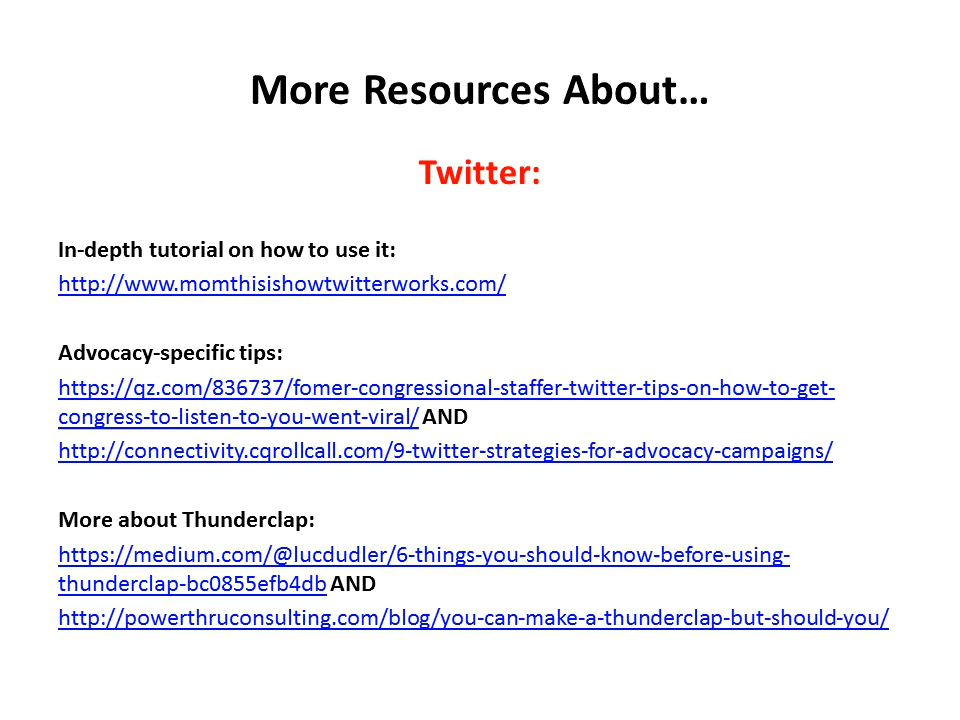 More Resources About…
Twitter:
In-depth tutorial on how to use it:
http://www.momthisishowtwitterworks.com/
Advocacy-specific tips:
https://qz.com/836737/fomer-congressional-staffer-twitter-tips-on-how-to-get-
congress-to-listen-to-you-went-viral/ AND
http://connectivity.cqrollcall.com/9-twitter-strategies-for-advocacy-campaigns/
More about Thunderclap:
https://medium.com/@lucdudler/6-things-you-should-know-before-using-
thunderclap-bc0855efb4db AND
http://powerthruconsulting.com/blog/you-can-make-a-thunderclap-but-should-you/